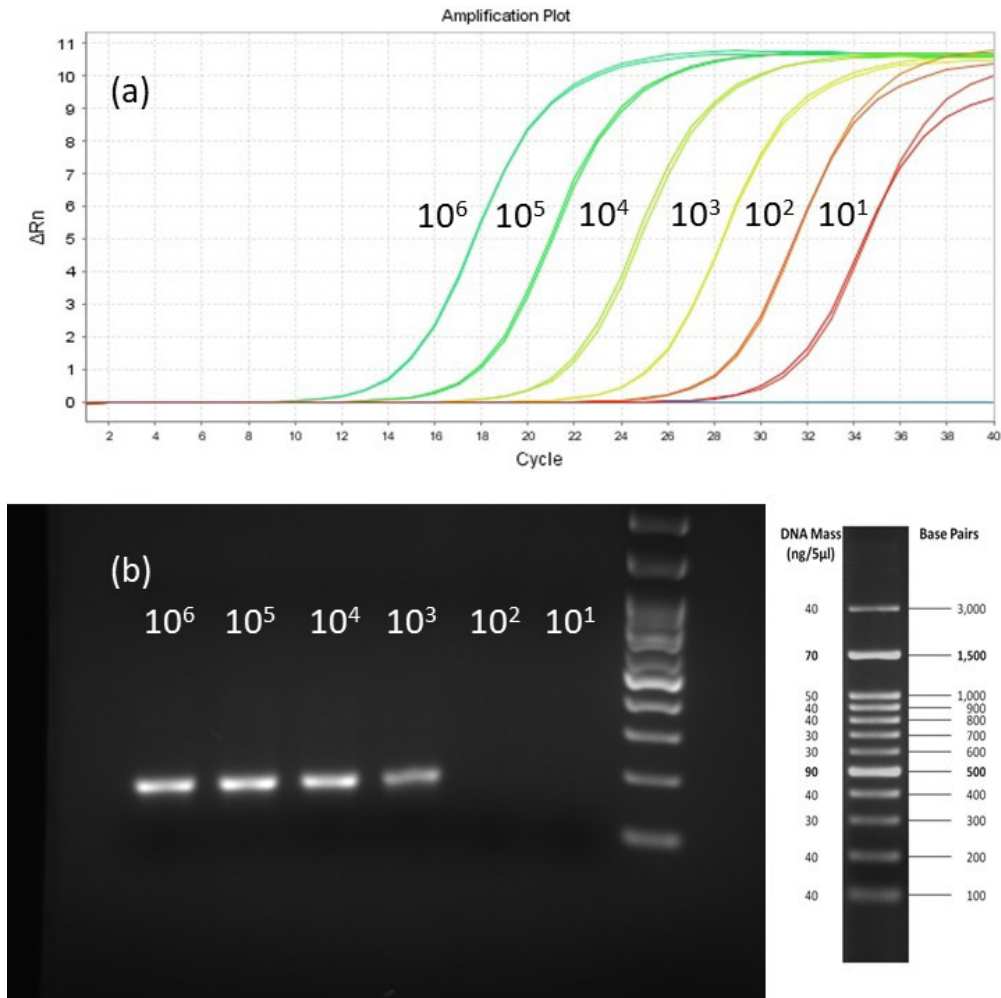 Amplification Plot
11
10
9
8
7
6
5
4
3
2
1
0
ΔRn
(a)
10⁶ 10⁵ 10⁴ 10³ 10² 10¹
2 4 6 8 10 12 14 16 18 20 22 24 26 28 30 32 34 36 38 40
Cycle
(b)
10⁶ 10⁵ 10⁴ 10³ 10² 10¹
DNA Mass Base Pairs
(ng/5µl)
40 3,000
70 1,500
50 1,000
40 900
40 800
30 700
30 600
90 500
40 400
30 300
40 200
40 100